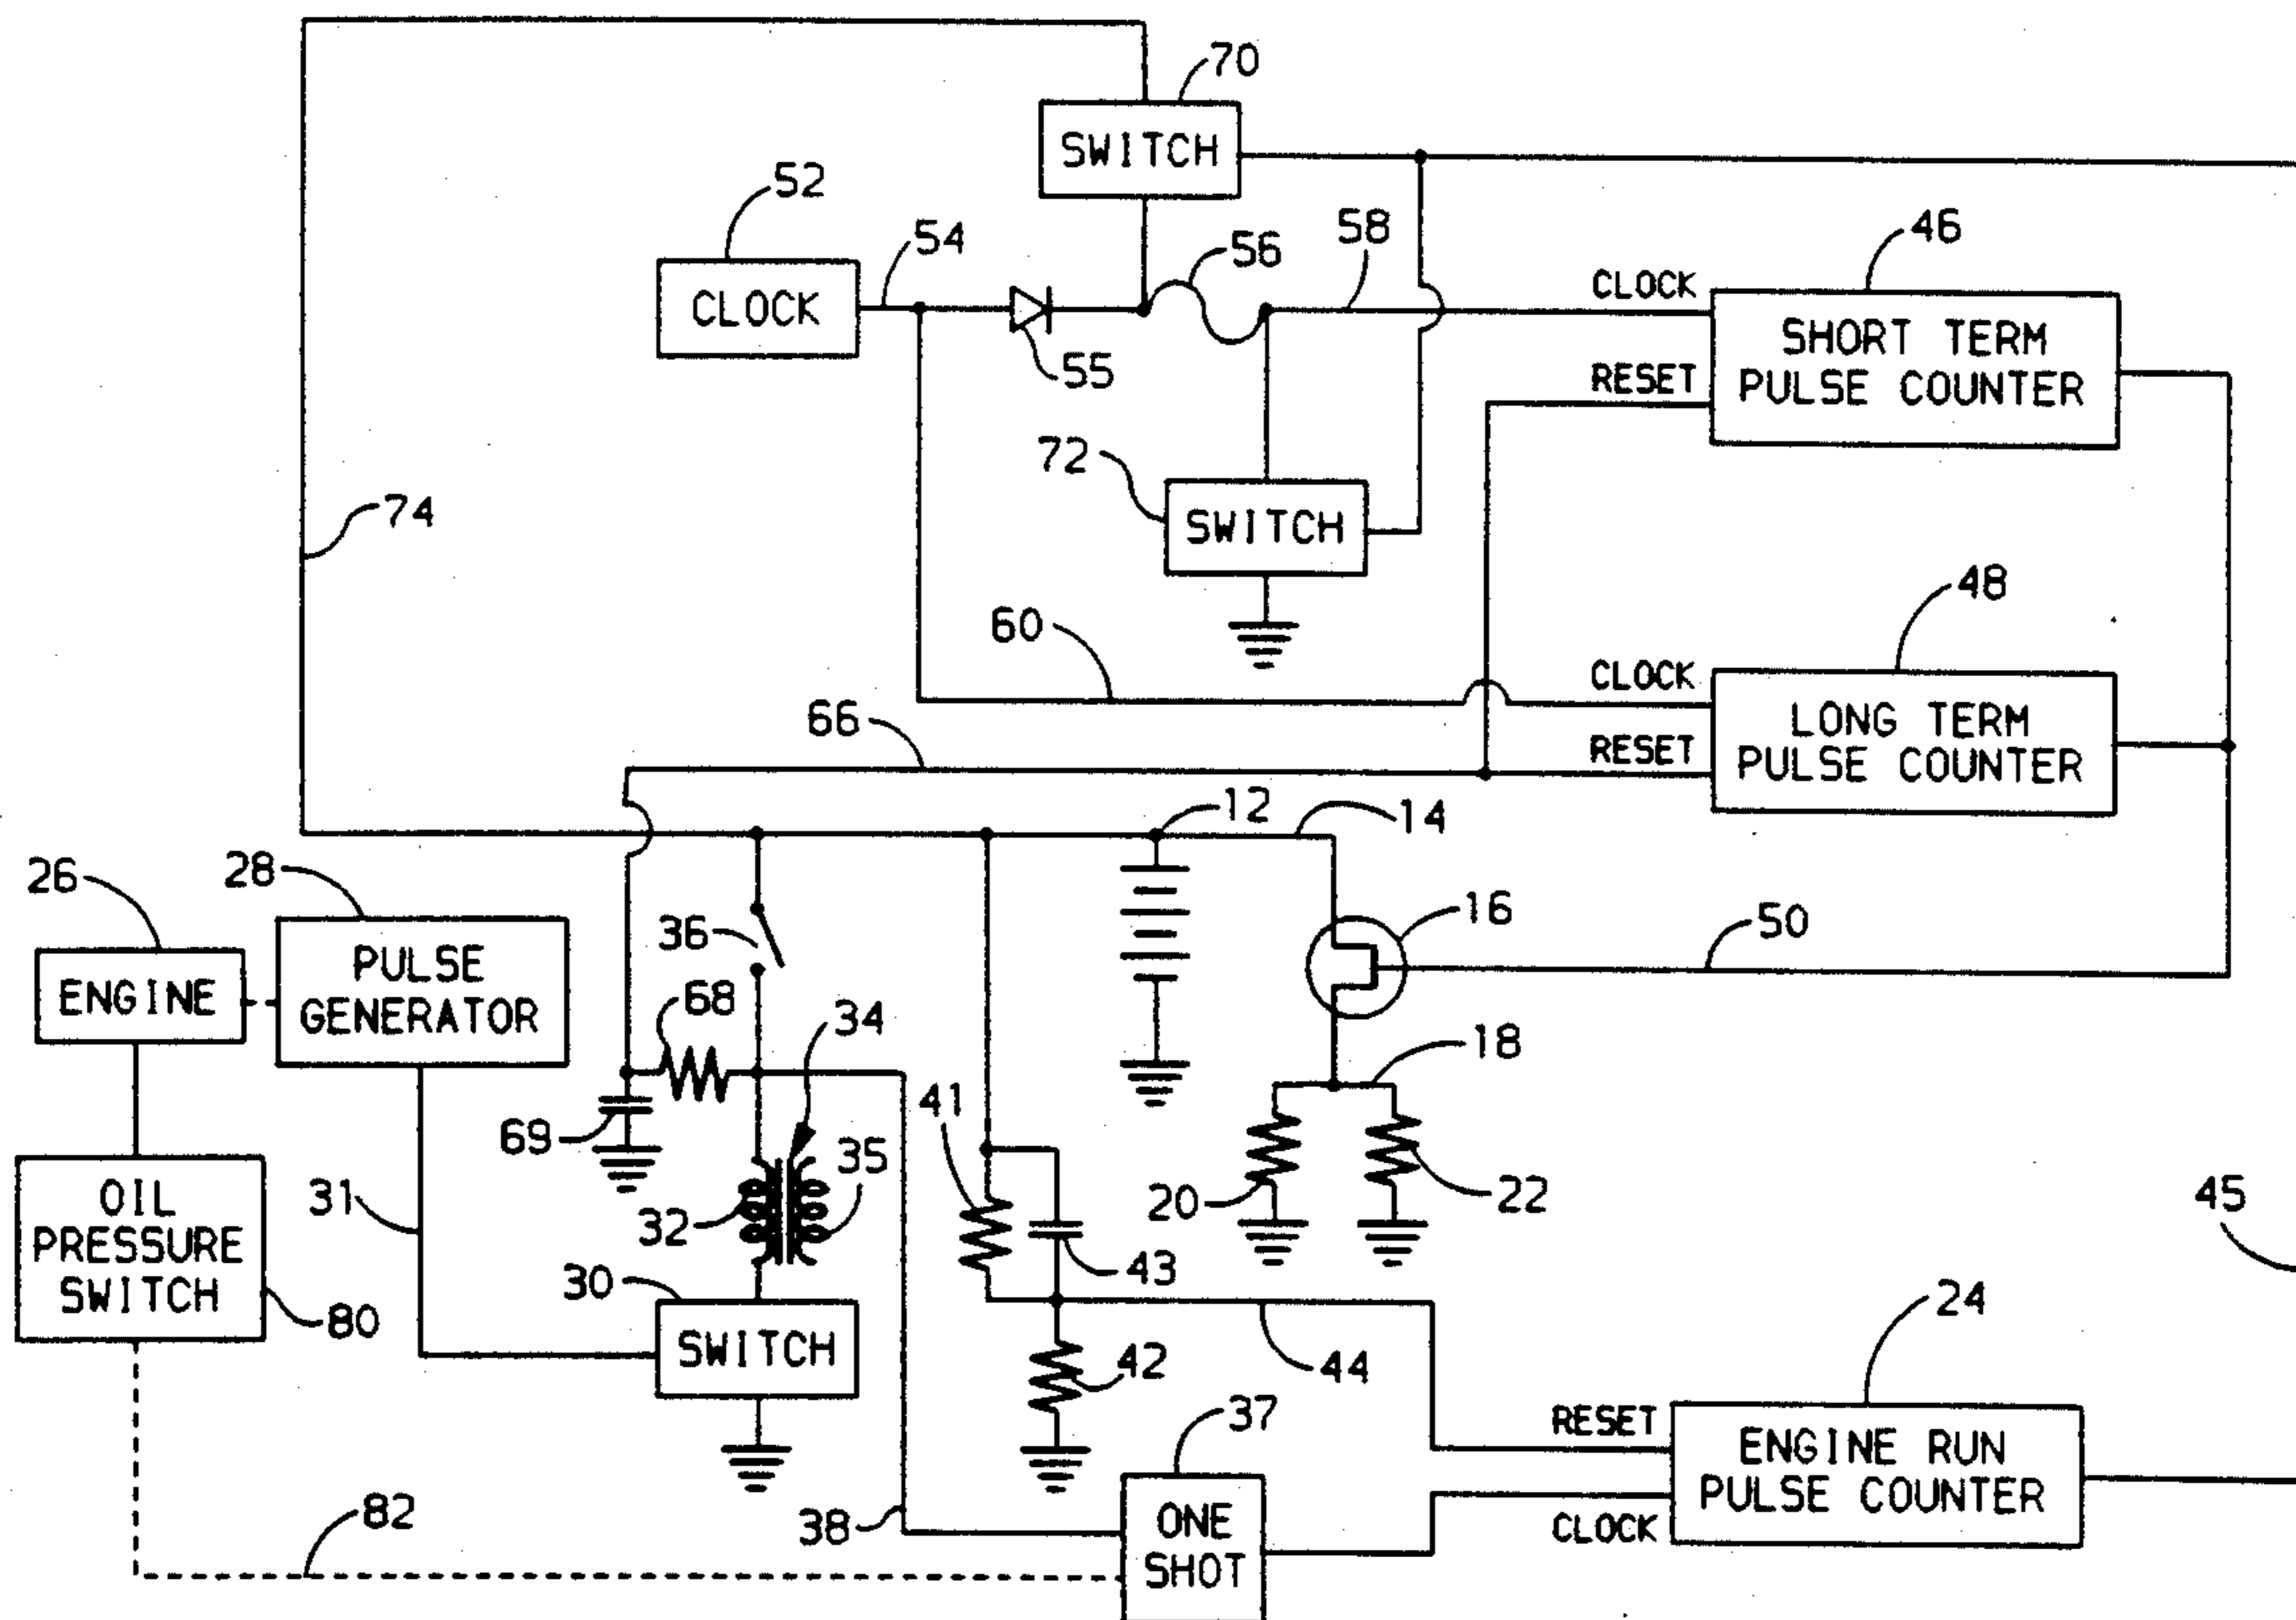 70
SWITCH
52
CLOCK
54
55
56
58
46
CLOCK
RESET
SHORT TERM
PULSE COUNTER
72
SWITCH
74
48
60
CLOCK
RESET
LONG TERM
PULSE COUNTER
66
12
14
26
28
ENGINE
PULSE
GENERATOR
36
16
50
68
34
18
69
41
35
32
20
22
45
31
OIL
PRESSURE
SWITCH
80
30
SWITCH
43
42
44
24
37
RESET
CLOCK
ENGINE RUN
PULSE COUNTER
38
ONE
SHOT
82